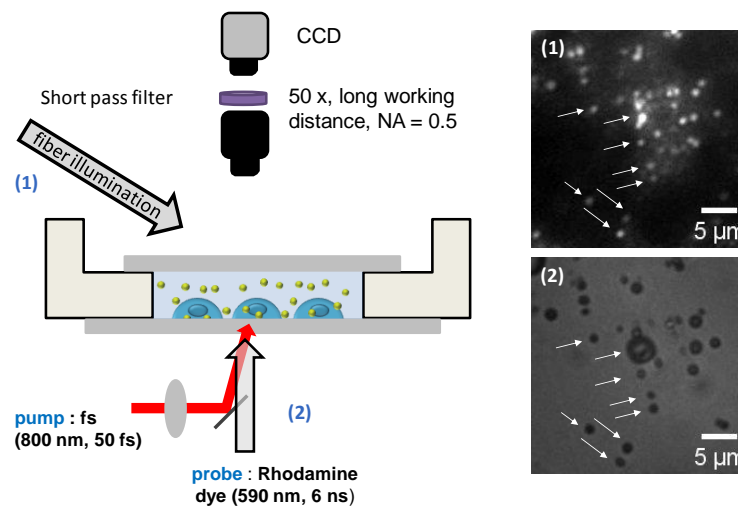 CCD
Short pass filter
50 x, long working
distance, NA = 0.5
(1)
fiber illumination
pump : fs
(800 nm, 50 fs)
(2)
probe : Rhodamine
dye (590 nm, 6 ns)
(1)
5 µm
(2)
5 µm